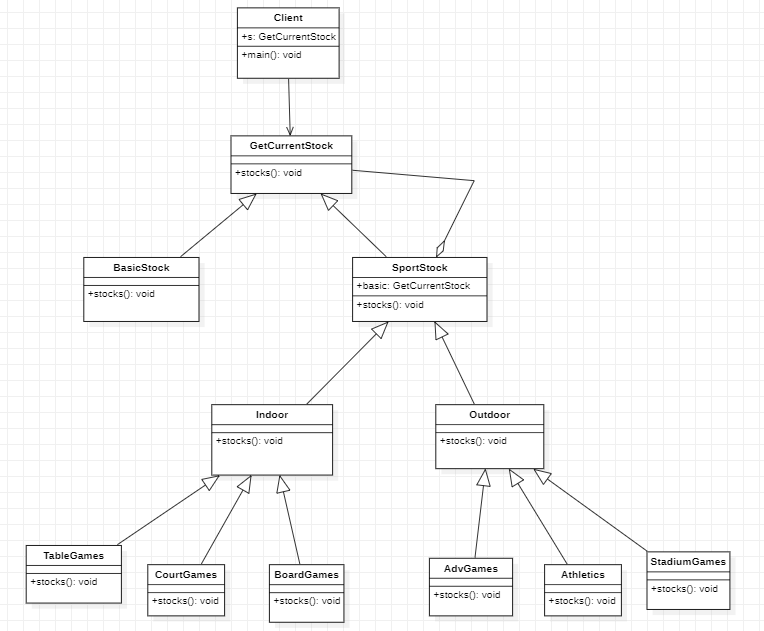 Client
+s: GetCurrentStock
+main(): void
GetCurrentStock
+stocks(): void
BasicStock
+stocks(): void
SportStock
+basic: GetCurrentStock
+stocks(): void
Indoor
+stocks(): void
Outdoor
+stocks(): void
TableGames
+stocks(): void
CourtGames
+stocks(): void
BoardGames
+stocks(): void
AdvGames
+stocks(): void
Athletics
+stocks(): void
StadiumGames
+stocks(): void